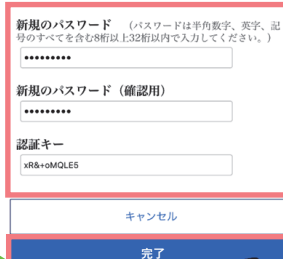 新規のパスワード （パスワードは半角数字、英字、記
号のすべてを含む8桁以上32桁以内で入力してください。）
•••••••••
新規のパスワード（確認用）
•••••••••
認証キー
xR&+oMQLE5
キャンセル
完了